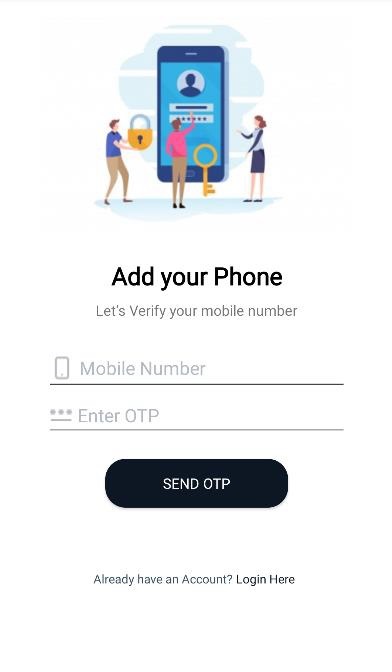 Add your Phone
Let's Verify your mobile number
Mobile Number
Enter OTP
SEND OTP
Already have an Account? Login Here